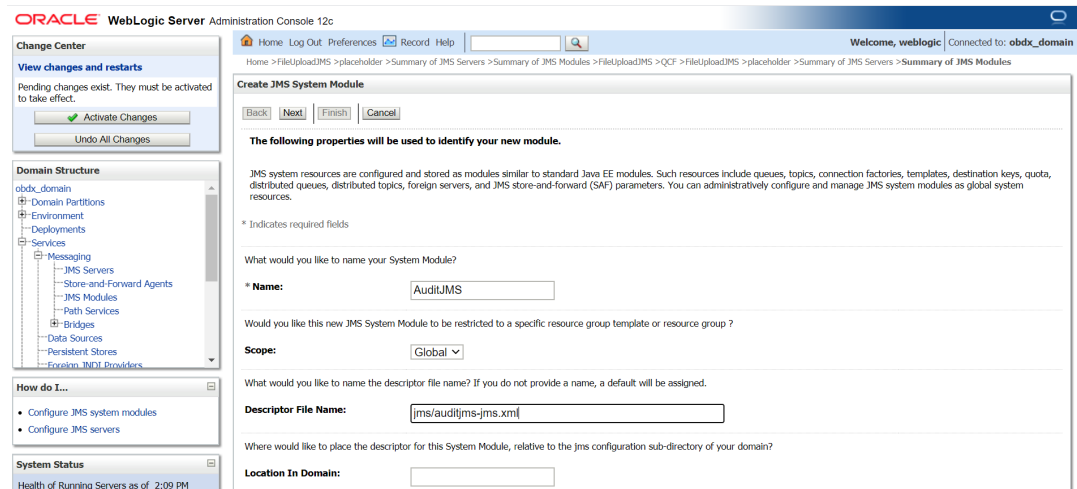 ORACLE WebLogic Server Administration Console 12c
Change Center
View changes and restarts
Pending changes exist. They must be activated
to take effect.
Activate Changes
Undo All Changes
Domain Structure
obdx_domain
Domain Partitions
Environment
Deployments
Services
Messaging
JMS Servers
Store-and-Forward Agents
JMS Modules
Path Services
Bridges
Data Sources
Persistent Stores
Foreign JNDI Providers
How do I...
Configure JMS system modules
Configure JMS servers
System Status
Health of Running Servers as of 2:09 PM
Home Log Out Preferences Record Help
Welcome, weblogic Connected to: obdx_domain
Home >FileUploadJMS >placeholder >Summary of JMS Servers >Summary of JMS Modules >FileUploadJMS >QCF >FileUploadJMS >placeholder >Summary of JMS Servers >Summary of JMS Modules
Create JMS System Module
Back Next Finish Cancel
The following properties will be used to identify your new module.
JMS system resources are configured and stored as modules similar to standard Java EE modules. Such resources include queues, topics, connection factories, templates, destination keys, quota,
distributed queues, distributed topics, foreign servers, and JMS store-and-forward (SAF) parameters. You can administratively configure and manage JMS system modules as global system
resources.
* Indicates required fields
What would you like to name your System Module?
* Name: AuditJMS
Would you like this new JMS System Module to be restricted to a specific resource group template or resource group ?
Scope: Global
What would you like to name the descriptor file name? If you do not provide a name, a default will be assigned.
Descriptor File Name: jms/auditjms-jms.xml
Where would like to place the descriptor for this System Module, relative to the jms configuration sub-directory of your domain?
Location In Domain: